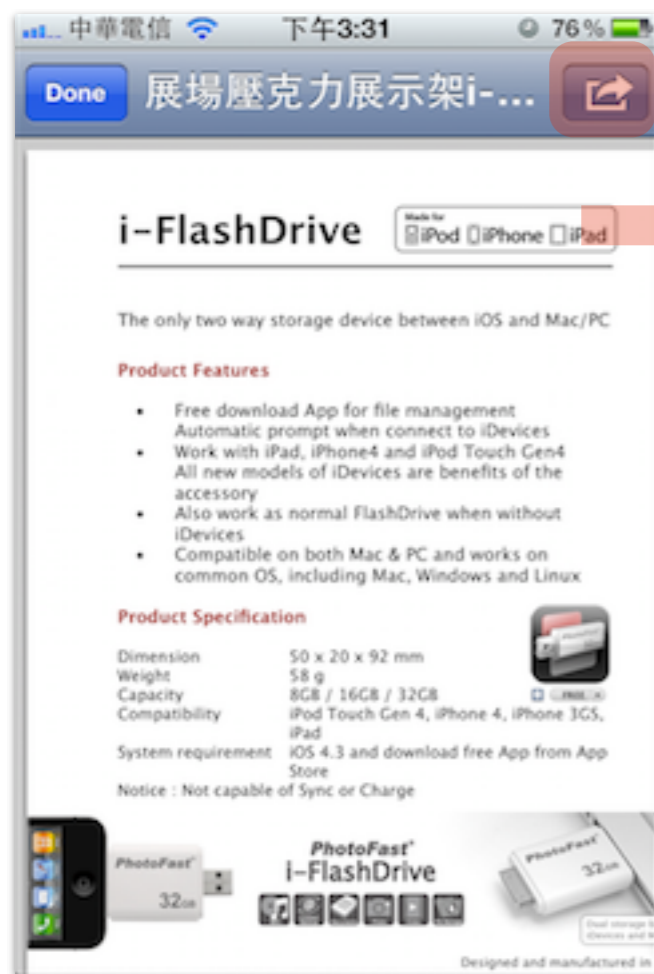 中華電信 下午3:31 76%
Done 展場壓克力展示架i-...
i-FlashDrive Made for
iPod iPhone iPad
The only two way storage device between iOS and Mac/PC
Product Features
• Free download App for file management
Automatic prompt when connect to iDevices
• Work with iPad, iPhone4 and iPod Touch Gen4
All new models of iDevices are benefits of the
accessory
• Also work as normal FlashDrive when without
iDevices
• Compatible on both Mac & PC and works on
common OS, including Mac, Windows and Linux
Product Specification
Dimension 50 x 20 x 92 mm
Weight 58 g
Capacity 8GB / 16GB / 32GB
Compatibility iPod Touch Gen 4, iPhone 4, iPhone 3GS,
iPad
System requirement iOS 4.3 and download free App from App
Store
Notice : Not capable of Sync or Charge
PhotoFast
FREE
PhotoFast
32GB
PhotoFast
i-FlashDrive
PhotoFast
32GB
Dual storage
iDevices and
Designed and manufactured in